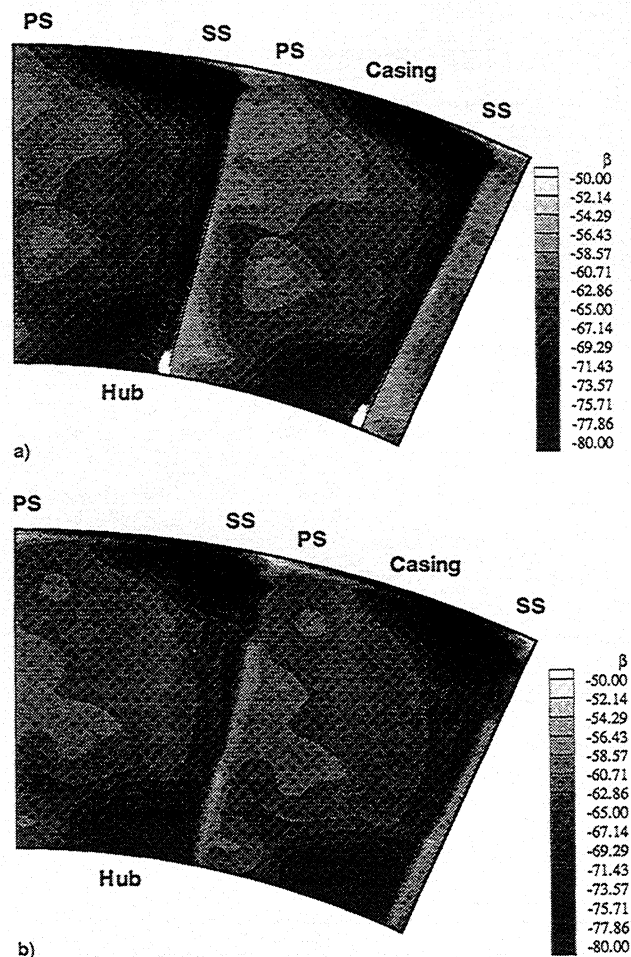 PS
SS
PS
Casing
SS
β
-50.00
-52.14
-54.29
-56.43
-58.57
-60.71
-62.86
-65.00
-67.14
-69.29
-71.43
-73.57
-75.71
-77.86
-80.00
Hub
a)
PS
SS
PS
Casing
SS
β
-50.00
-52.14
-54.29
-56.43
-58.57
-60.71
-62.86
-65.00
-67.14
-69.29
-71.43
-73.57
-75.71
-77.86
-80.00
Hub
b)